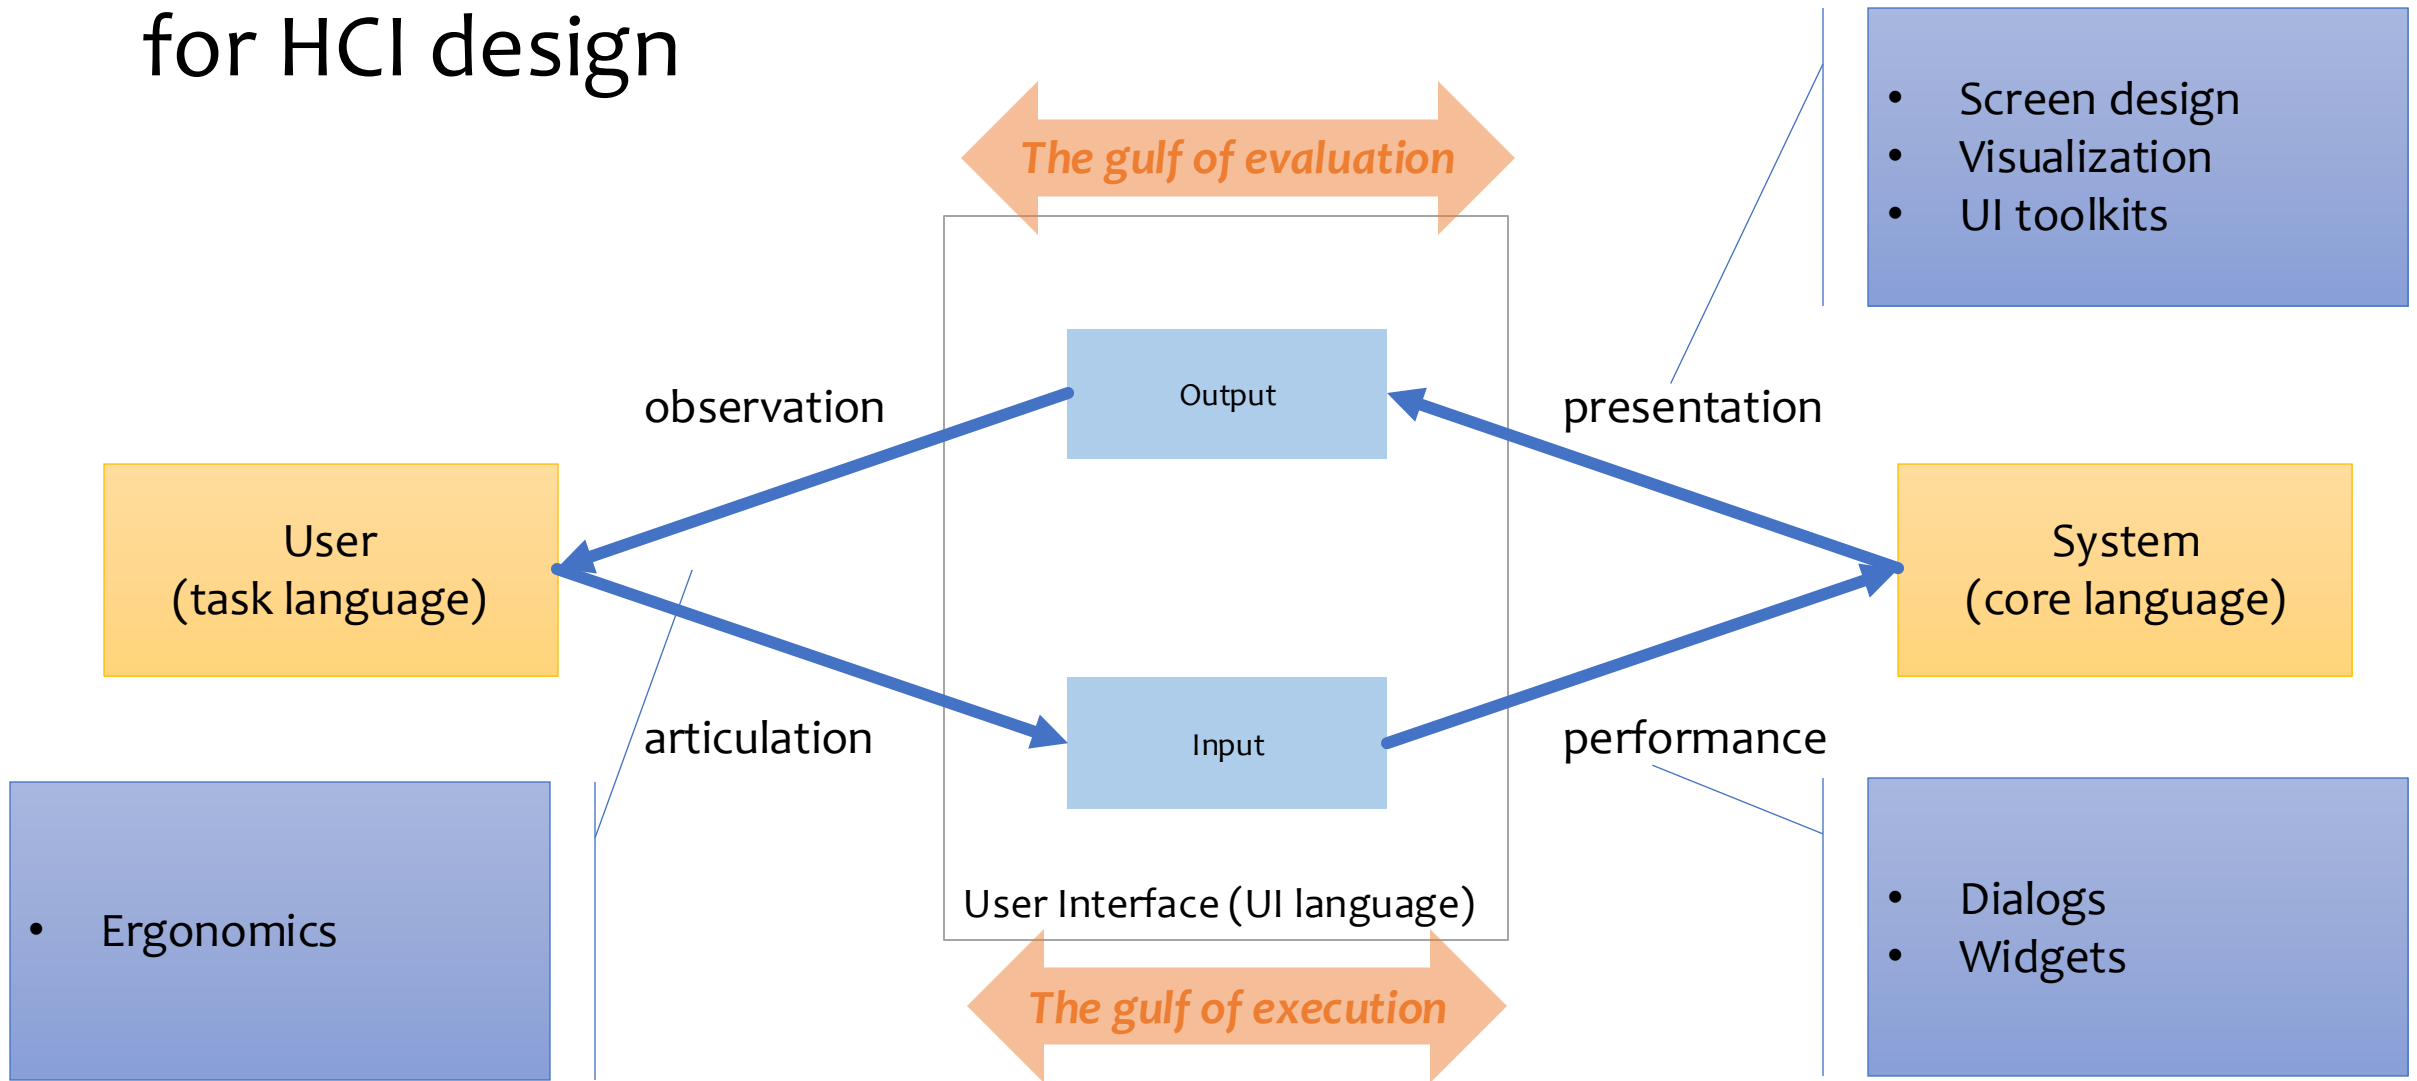 for HCI design
The gulf of evaluation
• Screen design
• Visualization
• UI toolkits
observation
Output
presentation
User
(task language)
System
(core language)
articulation
Input
performance
User Interface (UI language)
• Ergonomics
• Dialogs
• Widgets
The gulf of execution